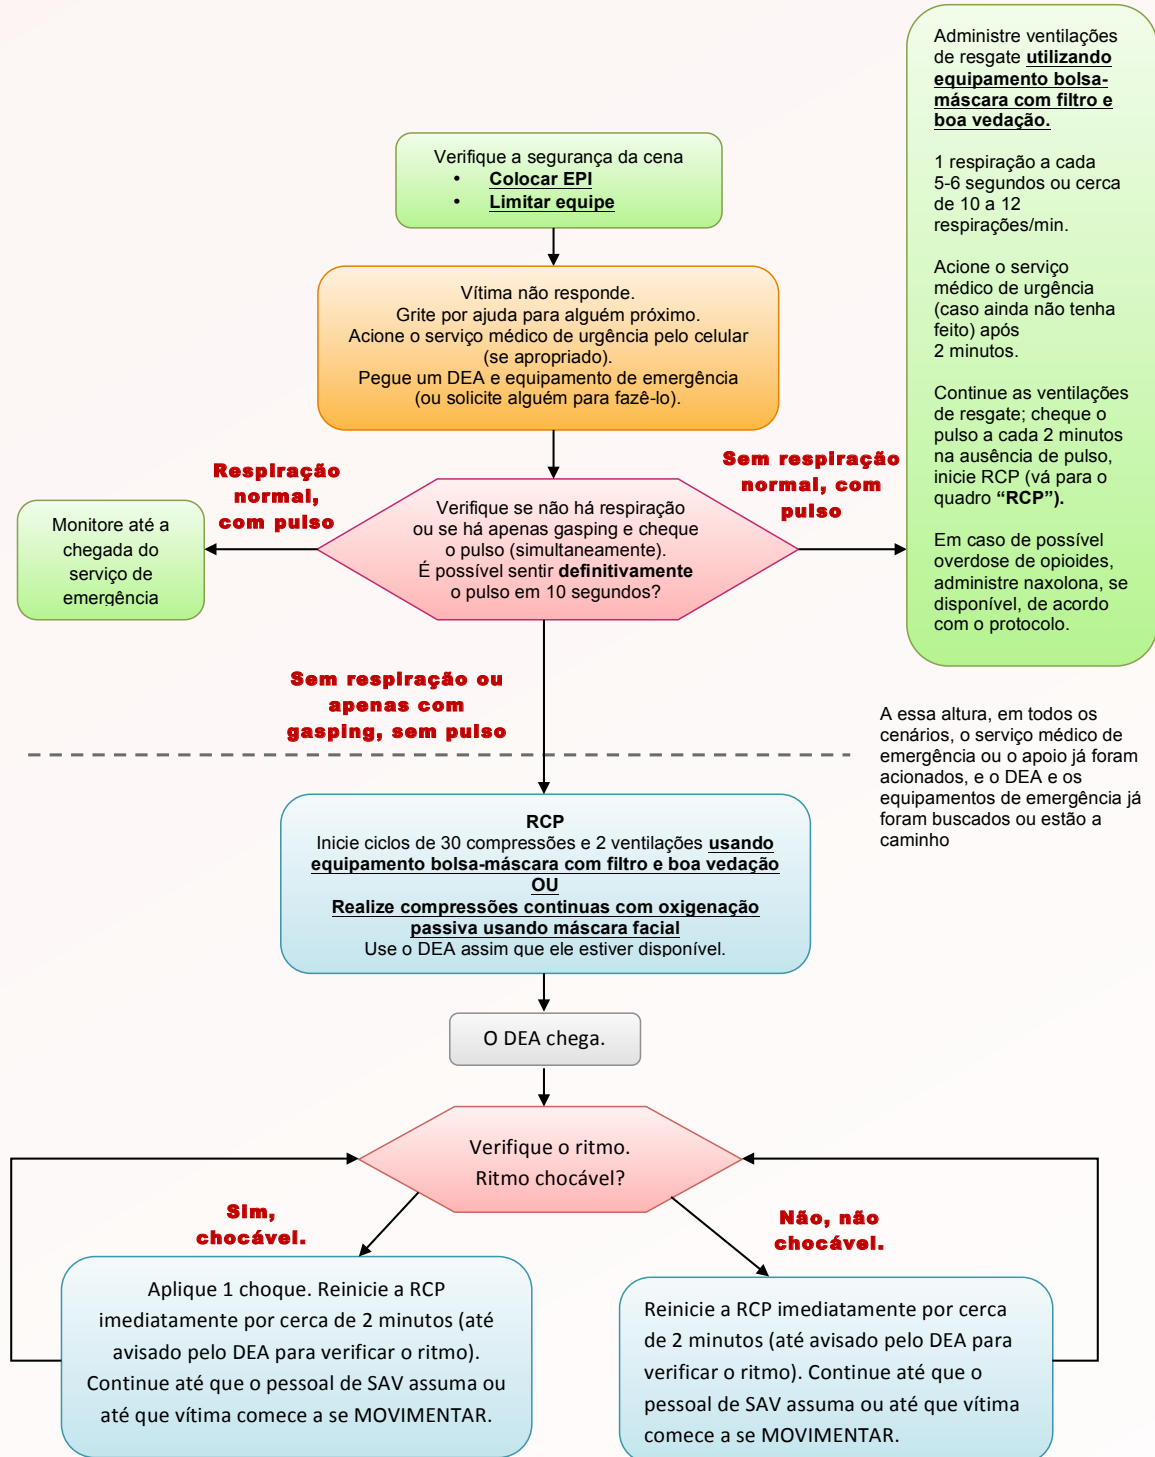 Verifique a segurança da cena
• Colocar EPI
• Limitar equipe
Vítima não responde.
Grite por ajuda para alguém próximo.
Acione o serviço médico de urgência pelo celular
(se apropriado).
Pegue um DEA e equipamento de emergência
(ou solicite alguém para fazê-lo).
Respiração
normal,
com pulso
Monitore até a
chegada do
serviço de
emergência
Verifique se não há respiração
ou se há apenas gasping e cheque
o pulso (simultaneamente).
É possível sentir definitivamente
o pulso em 10 segundos?
Sem respiração
normal, com
pulso
Administre ventilações
de resgate utilizando
equipamento bolsa-
máscara com filtro e
boa vedação.
1 respiração a cada
5-6 segundos ou cerca
de 10 a 12
respirações/min.
Acione o serviço
médico de urgência
(caso ainda não tenha
feito) após
2 minutos.
Continue as ventilações
de resgate; cheque o
pulso a cada 2 minutos
na ausência de pulso,
inicie RCP (vá para o
quadro “RCP”).
Em caso de possível
overdose de opioides,
administre naxolona, se
disponível, de acordo
com o protocolo.
Sem respiração ou
apenas com
gasping, sem pulso
A essa altura, em todos os
cenários, o serviço médico de
emergência ou o apoio já foram
acionados, e o DEA e os
equipamentos de emergência já
foram buscados ou estão a
caminho
RCP
Inicie ciclos de 30 compressões e 2 ventilações usando
equipamento bolsa-máscara com filtro e boa vedação
OU
Realize compressões continuas com oxigenação
passiva usando máscara facial
Use o DEA assim que ele estiver disponível.
O DEA chega.
Verifique o ritmo.
Ritmo chocável?
Sim,
chocável.
Não, não
chocável.
Aplique 1 choque. Reinicie a RCP
imediatamente por cerca de 2 minutos (até
avisado pelo DEA para verificar o ritmo).
Continue até que o pessoal de SAV assuma ou
até que vítima comece a se MOVIMENTAR.
Reinicie a RCP imediatamente por cerca
de 2 minutos (até avisado pelo DEA para
verificar o ritmo). Continue até que o
pessoal de SAV assuma ou até que vítima
comece a se MOVIMENTAR.